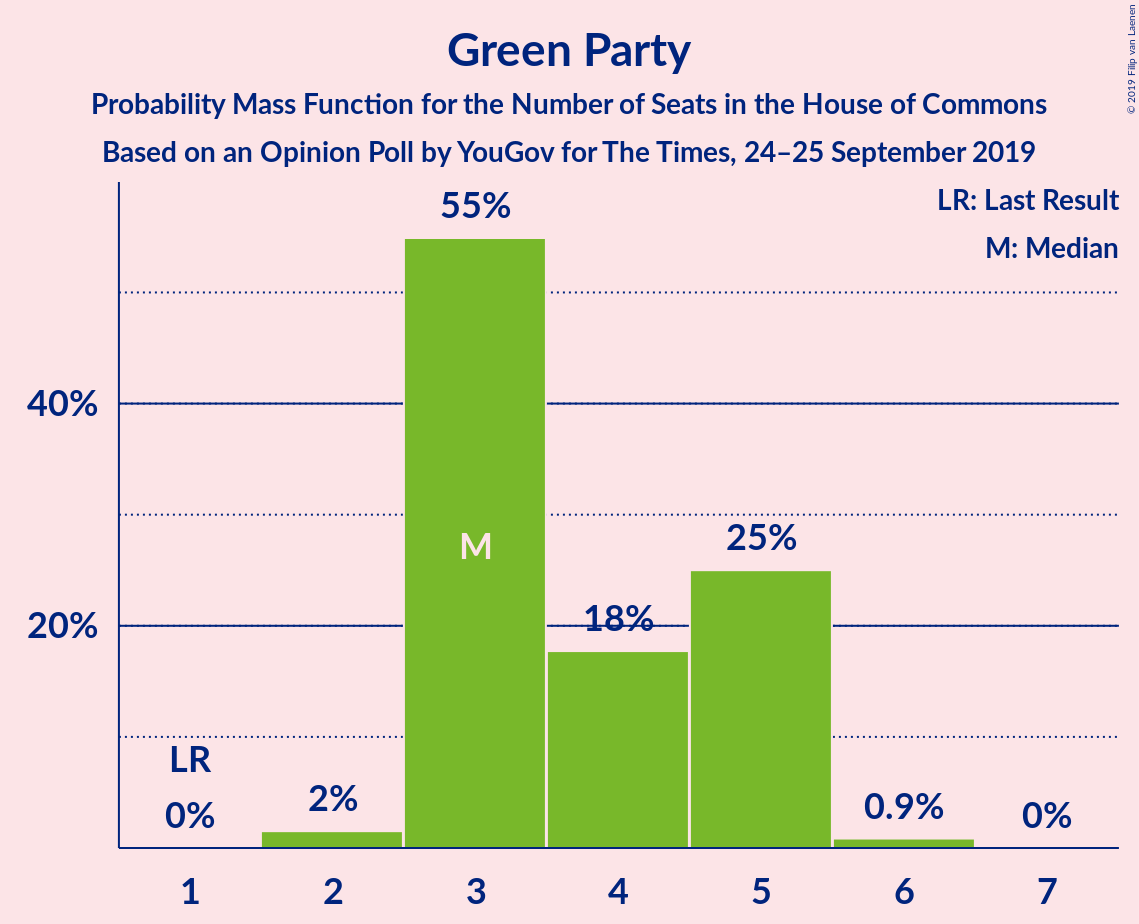 Green Party
Probability Mass Function for the Number of Seats in the House of Commons
Based on an Opinion Poll by YouGov for The Times, 24–25 September 2019
© 2019 Filip van Laenen
LR: Last Result
M: Median
55%
40%
M
25%
20%
18%
LR
0%
2%
0.9%
0%
1 2 3 4 5 6 7